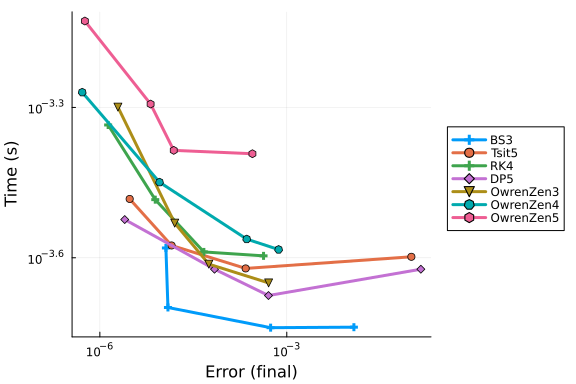 Time (s)
10^-3.3
10^-3.6
10^-6
10^-3
Error (final)
BS3
Tsit5
RK4
DP5
OwrenZen3
OwrenZen4
OwrenZen5